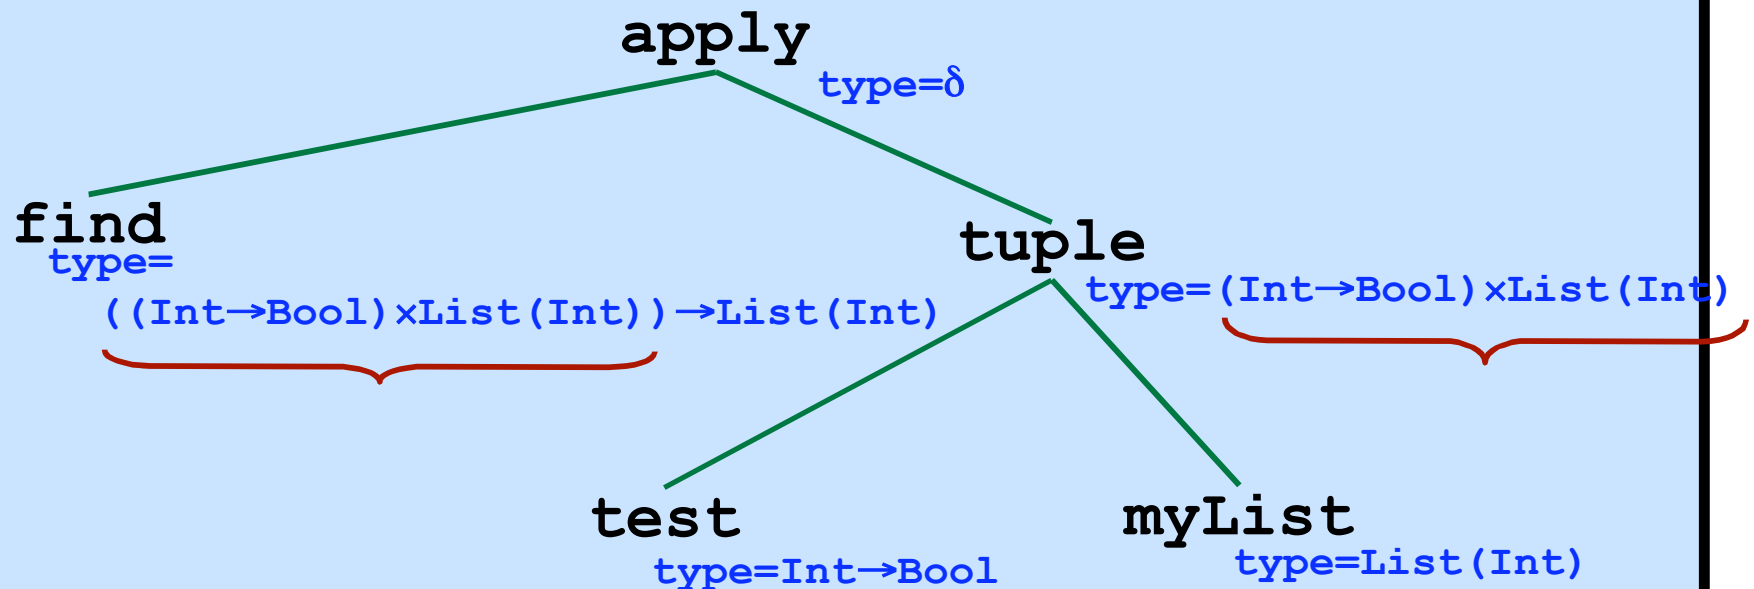 apply
type=δ
find
type=
((Int→Bool)×List(Int))→List(Int)
tuple
type=(Int→Bool)×List(Int)
test
type=Int→Bool
myList
type=List(Int)